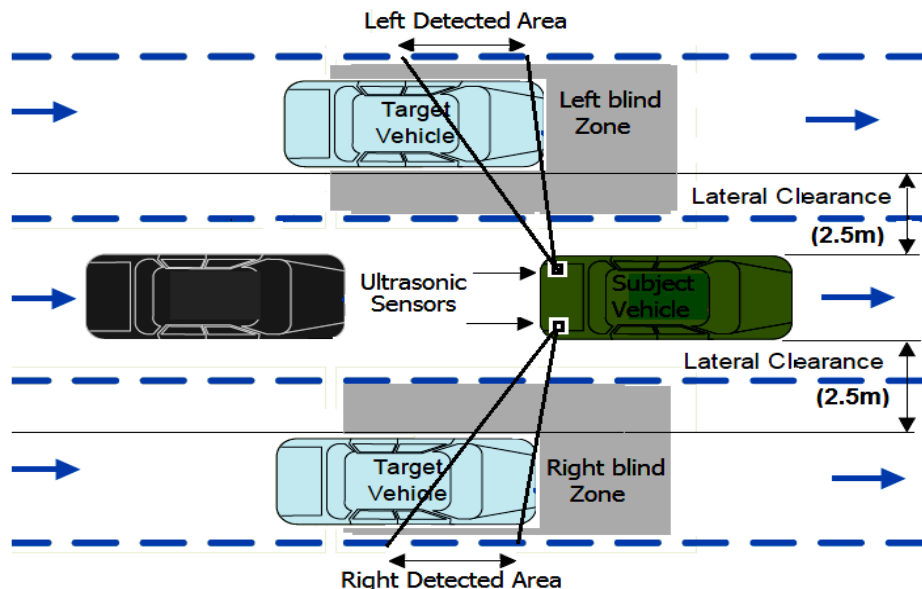 Left Detected Area
Target
Vehicle
Left blind
Zone
Lateral Clearance
(2.5m)
Ultrasonic
Sensors
Subject
Vehicle
Lateral Clearance
(2.5m)
Target
Vehicle
Right blind
Zone
Right Detected Area